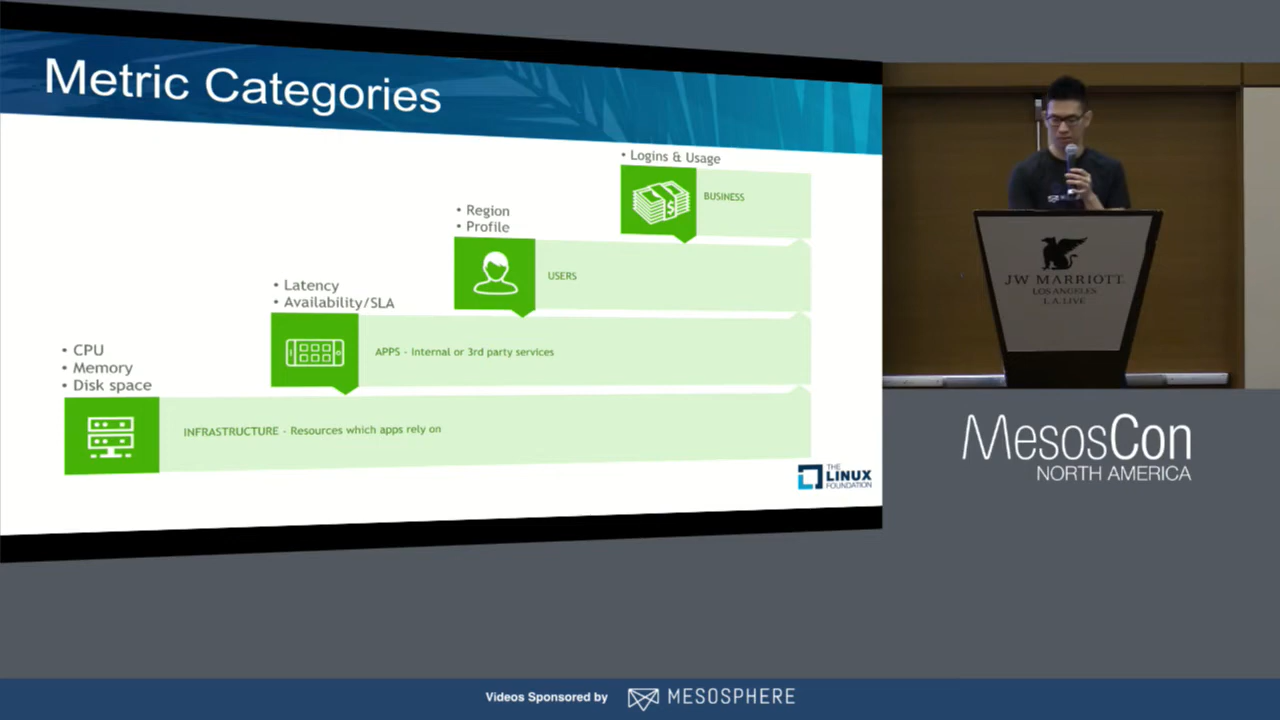 Metric Categories
• Logins & Usage
BUSINESS
• Region
• Profile
USERS
• Latency
• Availability/SLA
APPS - Internal or 3rd party services
• CPU
• Memory
• Disk space
INFRASTRUCTURE - Resources which apps rely on
THE
LINUX
FOUNDATION
JW MARRIOTT
LOS ANGELES
L.A. LIVE
MesosCon
NORTH AMERICA
Videos Sponsored by
MESOSPHERE